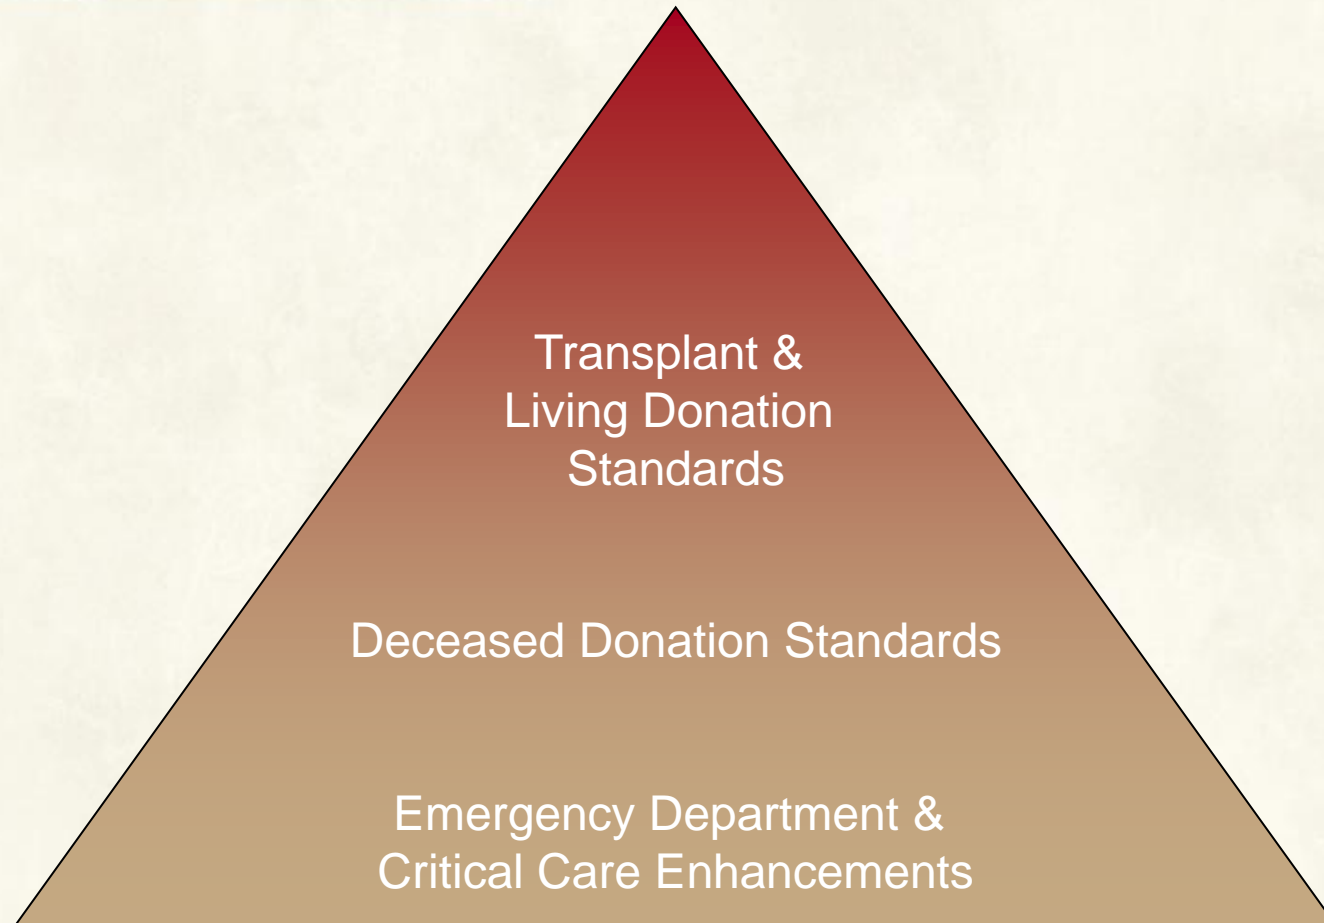 Transplant &
Living Donation
Standards
Deceased Donation Standards
Emergency Department &
Critical Care Enhancements